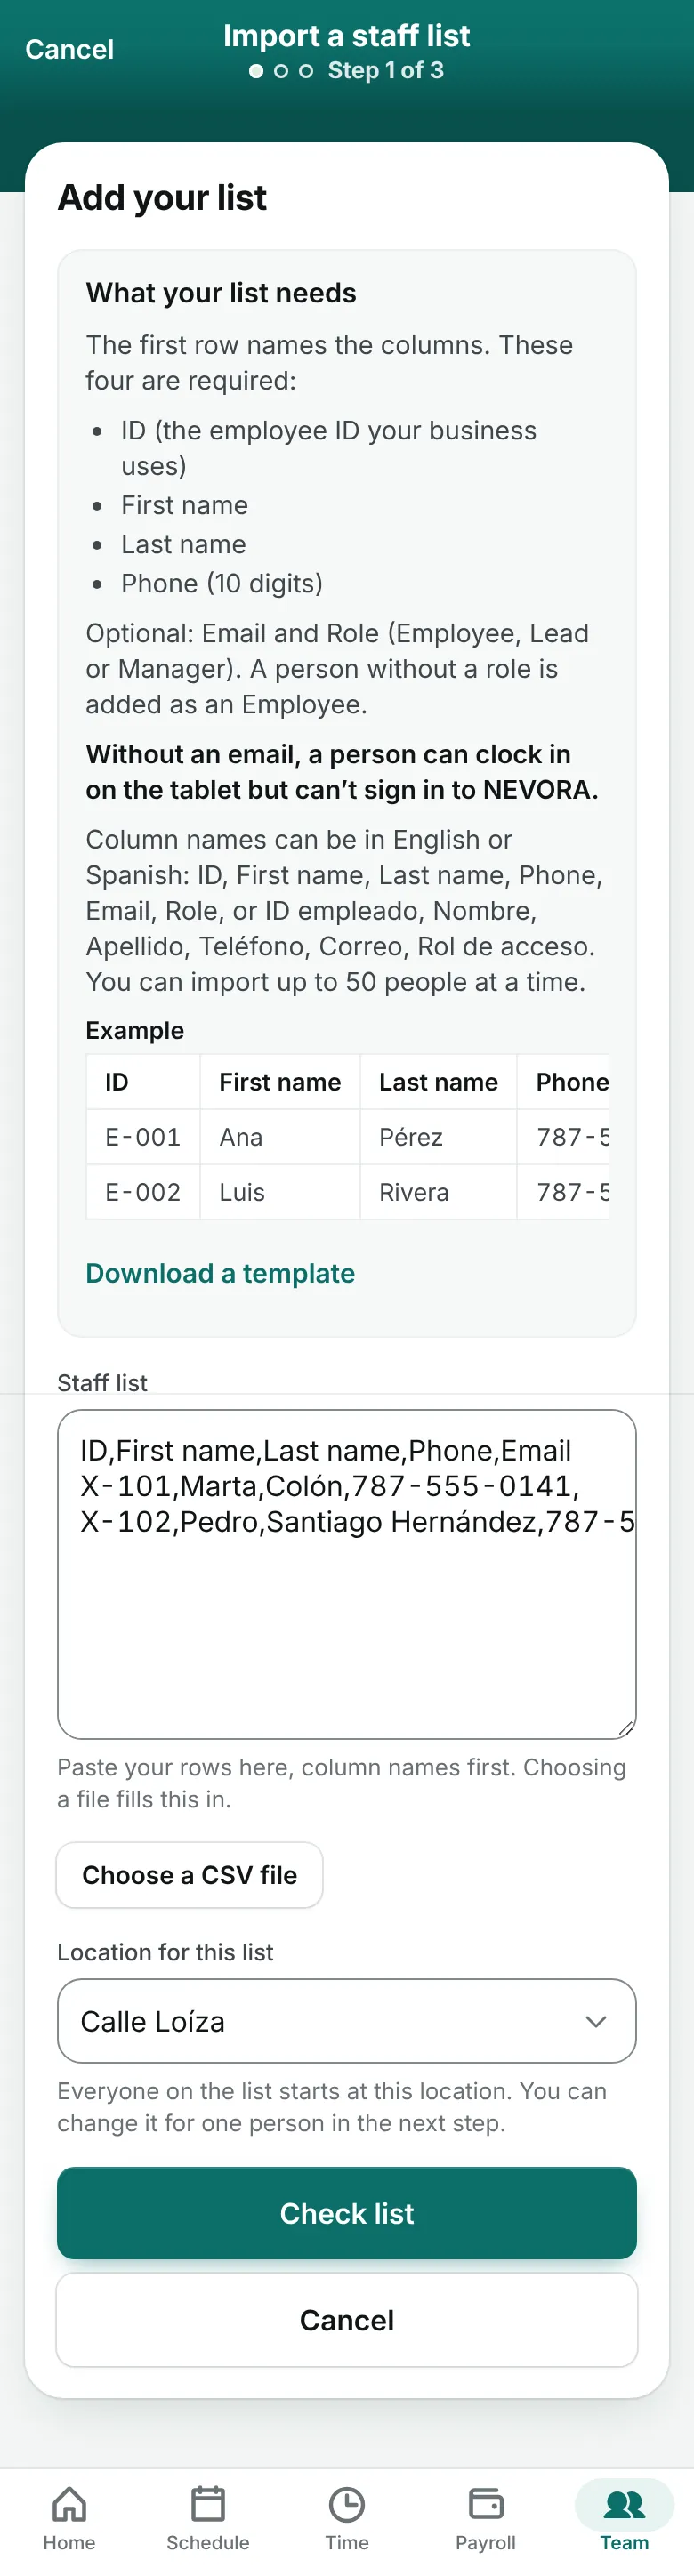 Cancel
Import a staff list
Step 1 of 3
Add your list
What your list needs
The first row names the columns. These
four are required:
• ID (the employee ID your business
uses)
• First name
• Last name
• Phone (10 digits)
Optional: Email and Role (Employee, Lead
or Manager). A person without a role is
added as an Employee.
Without an email, a person can clock in
on the tablet but can’t sign in to NEVORA.
Column names can be in English or
Spanish: ID, First name, Last name, Phone,
Email, Role, or ID empleado, Nombre,
Apellido, Teléfono, Correo, Rol de acceso.
You can import up to 50 people at a time.
Example
ID First name Last name Phone
E-001 Ana Pérez 787-5
E-002 Luis Rivera 787-5
Download a template
Staff list
ID,First name,Last name,Phone,Email
X-101,Marta,Colón,787-555-0141,
X-102,Pedro,Santiago Hernández,787-5
Paste your rows here, column names first. Choosing
a file fills this in.
Choose a CSV file
Location for this list
Calle Loíza
Everyone on the list starts at this location. You can
change it for one person in the next step.
Check list
Cancel
Home Schedule Time Payroll Team